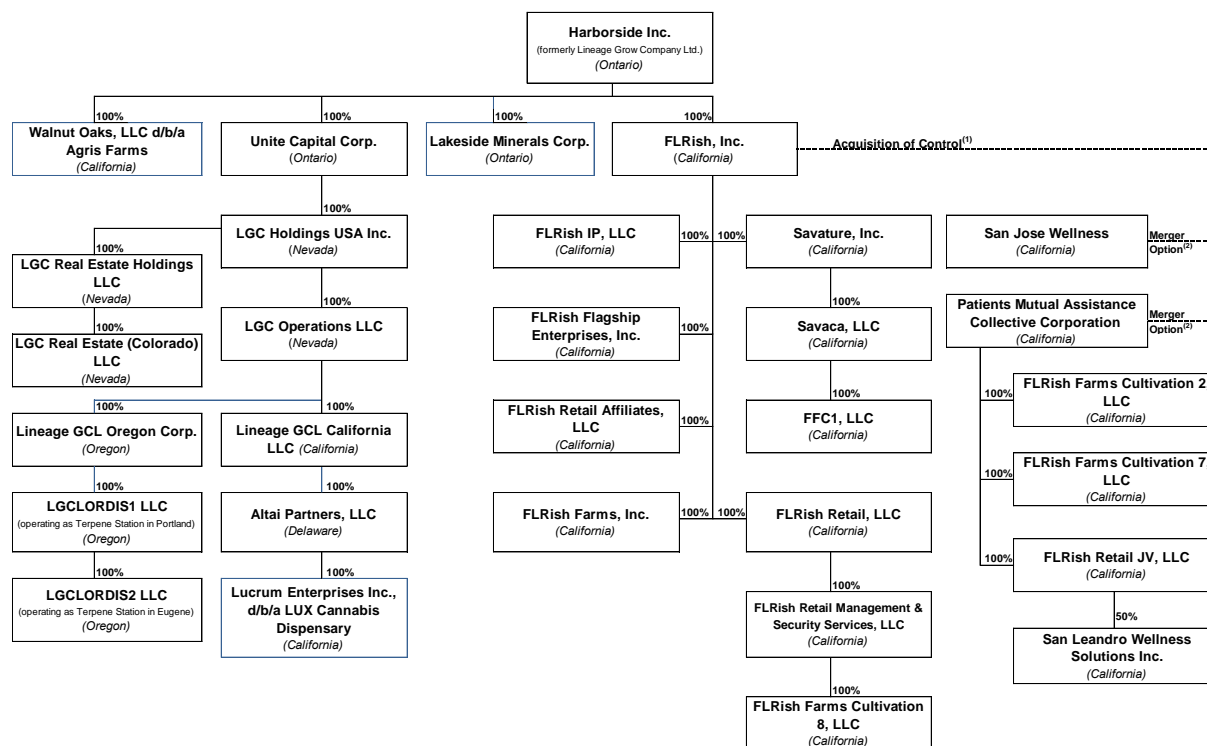 Harborside Inc.
(formerly Lineage Grow Company Ltd.)
(Ontario)
100%
100%
100%
100%
Walnut Oaks, LLC d/b/a
Agris Farms
(California)
Unite Capital Corp.
(Ontario)
Lakeside Minerals Corp.
(Ontario)
FLRish, Inc.
(California)
Acquisition of Control(1)
100%
LGC Holdings USA Inc.
(Nevada)
100%
LGC Real Estate Holdings
LLC
(Nevada)
100%
LGC Real Estate (Colorado)
LLC
(Nevada)
100%
LGC Operations LLC
(Nevada)
100%
Lineage GCL Oregon Corp.
(Oregon)
100%
LGCLORDIS1 LLC
(operating as Terpene Station in Portland)
(Oregon)
100%
LGCLORDIS2 LLC
(operating as Terpene Station in Eugene)
(Oregon)
100%
Lineage GCL California
LLC (California)
100%
Altai Partners, LLC
(Delaware)
100%
Lucrum Enterprises Inc.,
d/b/a LUX Cannabis
Dispensary
(California)
FLRish IP, LLC
(California)
100%
FLRish Flagship
Enterprises, Inc.
(California)
100%
FLRish Retail Affiliates,
LLC
(California)
100%
FLRish Farms, Inc.
(California)
100%
100%
Savature, Inc.
(California)
100%
Savaca, LLC
(California)
100%
FFC1, LLC
(California)
100%
FLRish Retail, LLC
(California)
100%
FLRish Retail Management &
Security Services, LLC
(California)
100%
FLRish Farms Cultivation
8, LLC
(California)
San Jose Wellness
(California)
Merger
Option(2)
Patients Mutual Assistance
Collective Corporation
(California)
Merger
Option(2)
100%
FLRish Farms Cultivation 2,
LLC
(California)
100%
FLRish Farms Cultivation 7,
LLC
(California)
100%
FLRish Retail JV, LLC
(California)
50%
San Leandro Wellness
Solutions Inc.
(California)